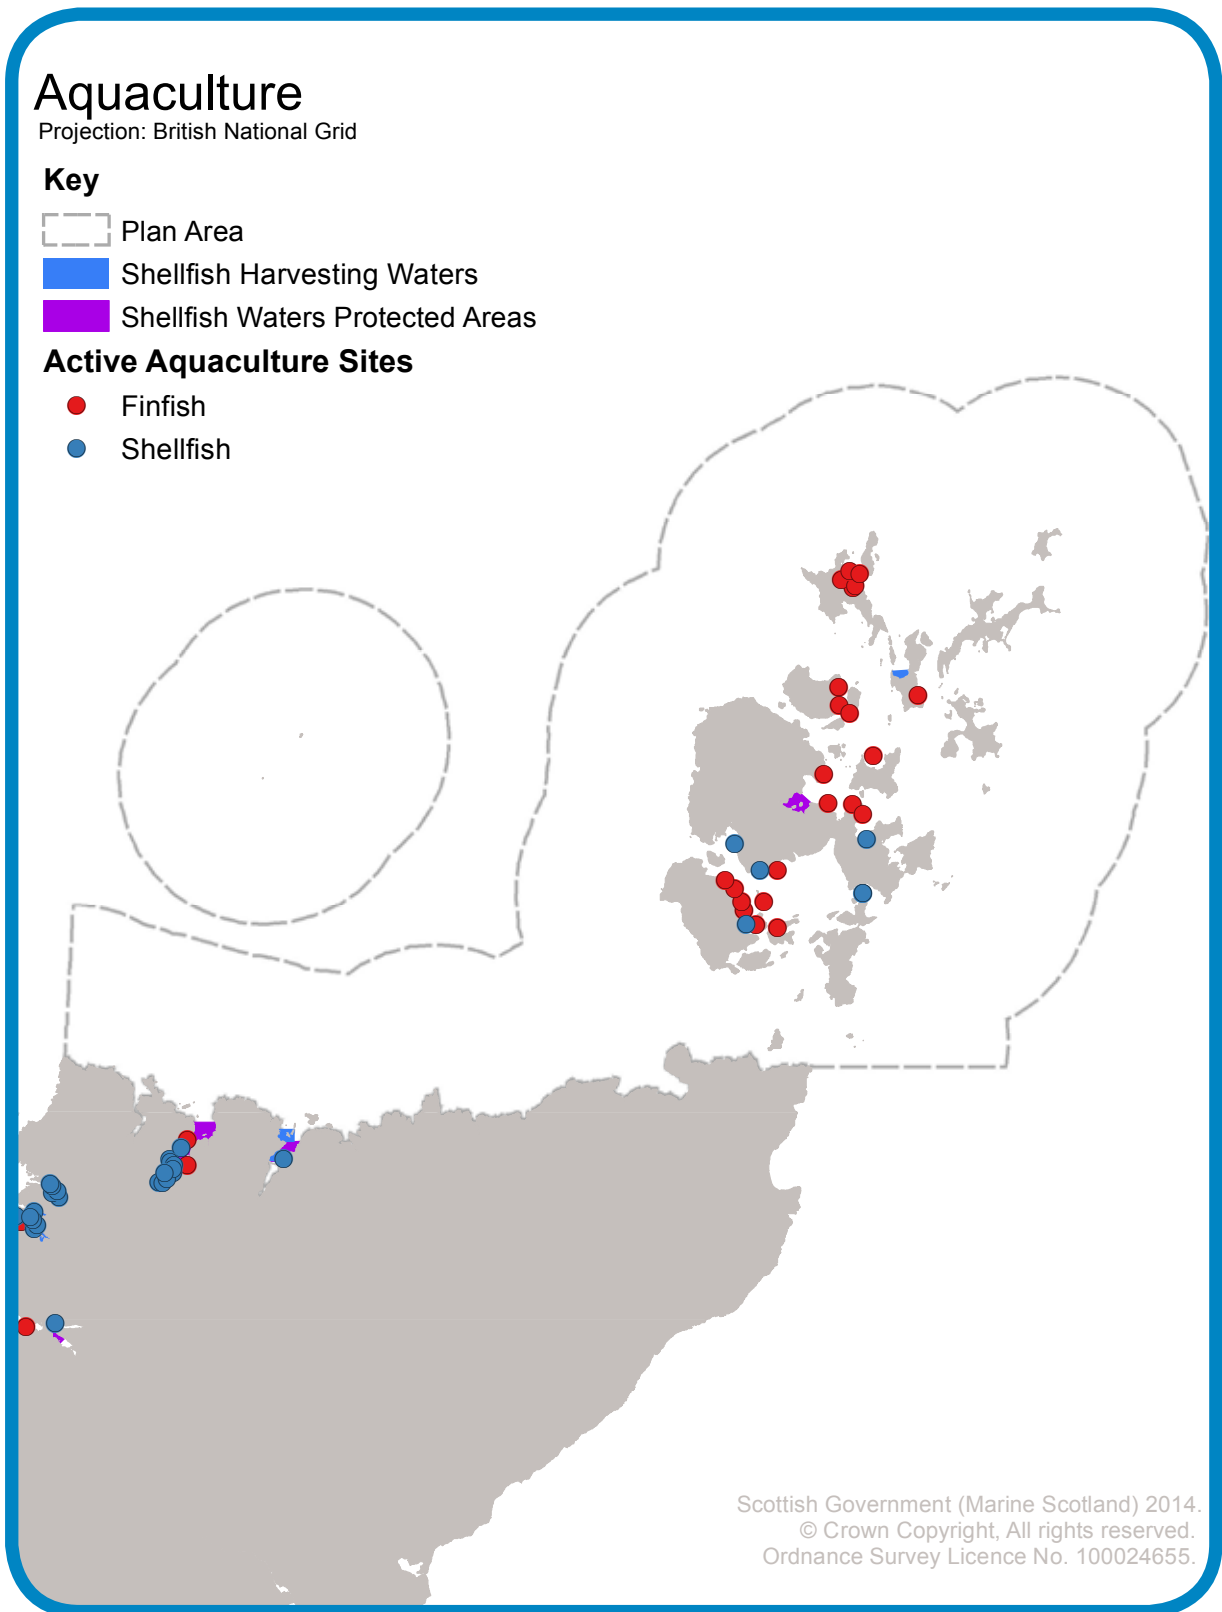 Aquaculture
Projection: British National Grid
Key
Plan Area
Shellfish Harvesting Waters
Shellfish Waters Protected Areas
Active Aquaculture Sites
Finfish
Shellfish
Scottish Government (Marine Scotland) 2014.
© Crown Copyright, All rights reserved.
Ordnance Survey Licence No. 100024655.